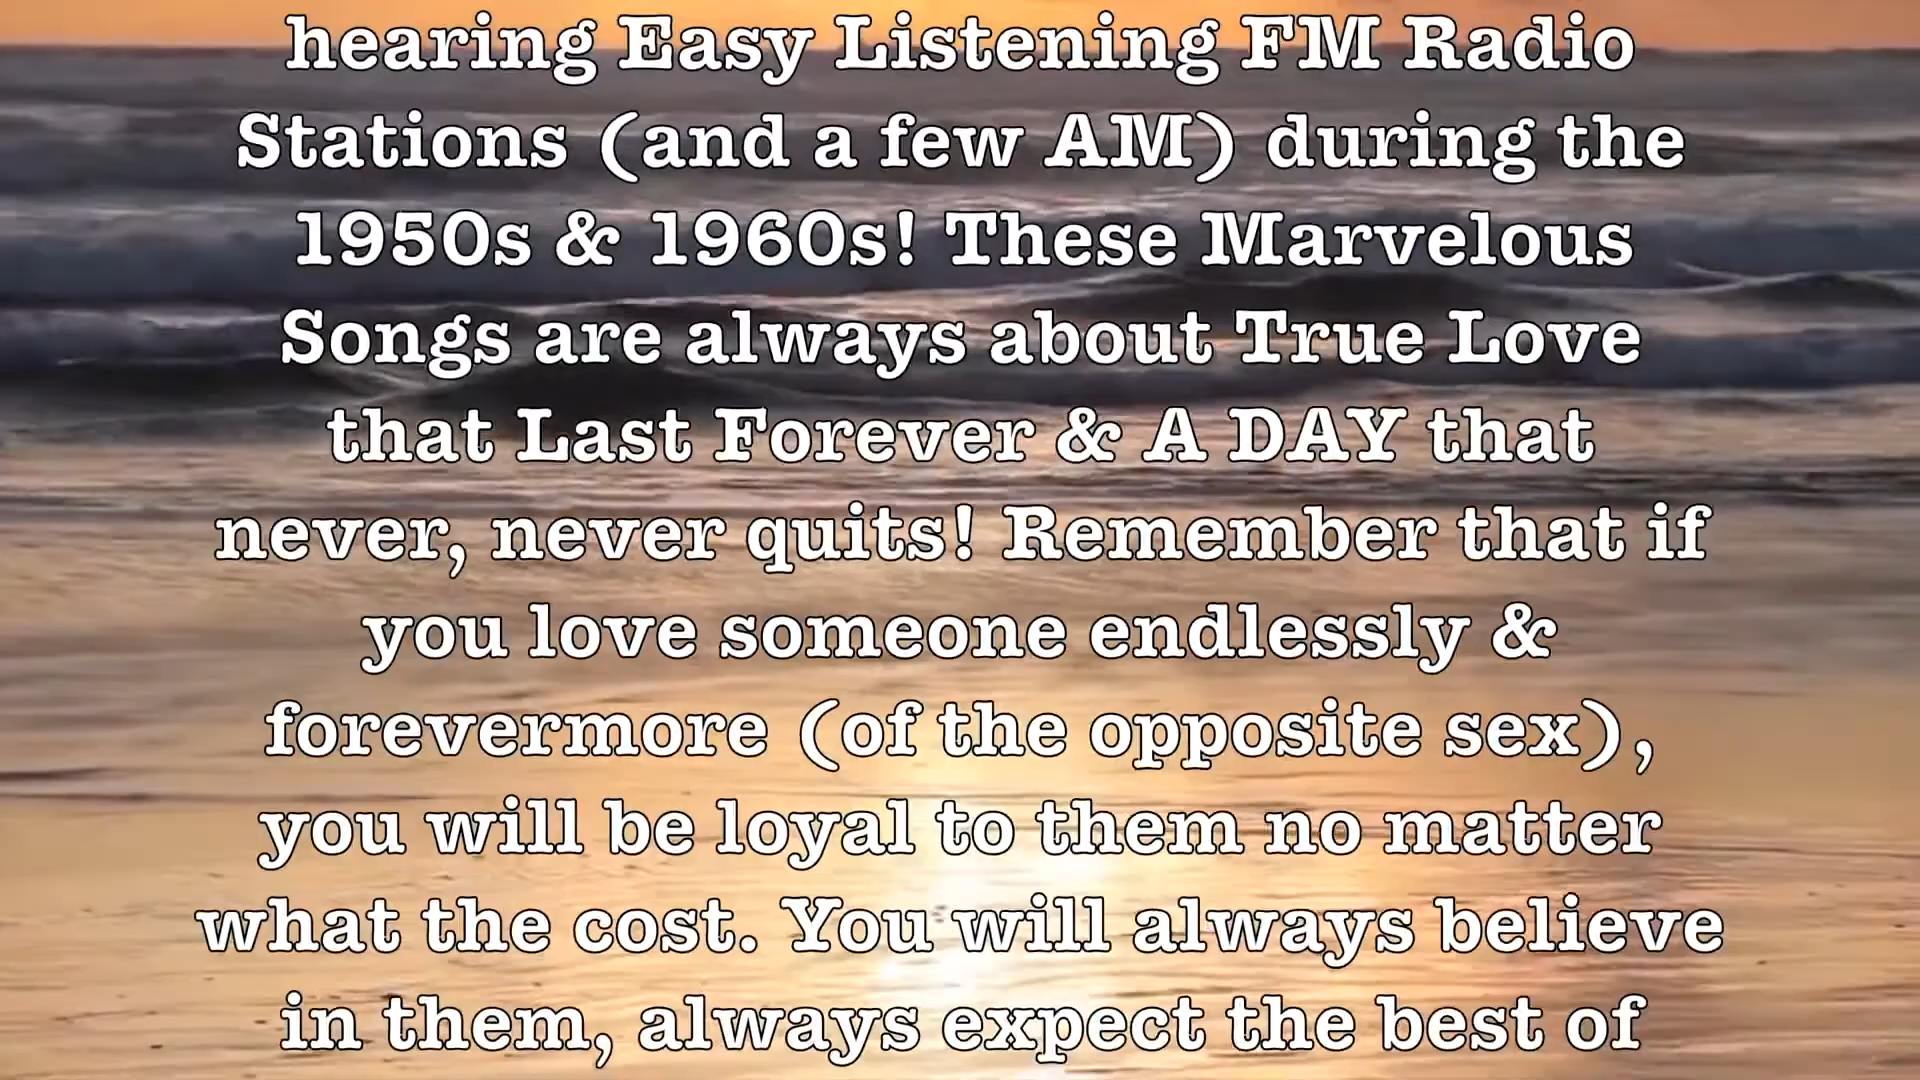 hearing Easy Listening FM Radio
Stations (and a few AM) during the
1950s & 1960s! These Marvelous
Songs are always about True Love
that Last Forever & A DAY that
never, never quits! Remember that if
you love someone endlessly &
forevermore (of the opposite sex),
you will be loyal to them no matter
what the cost. You will always believe
in them, always expect the best of